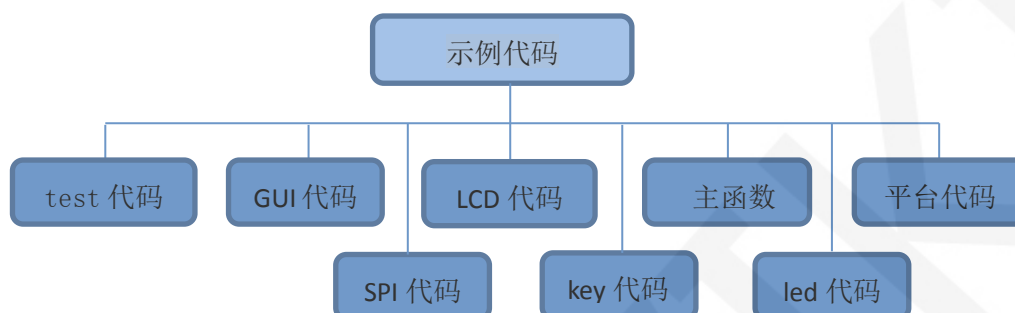 示例代码
test 代码
GUI 代码
LCD 代码
主函数
平台代码
SPI 代码
key 代码
led 代码